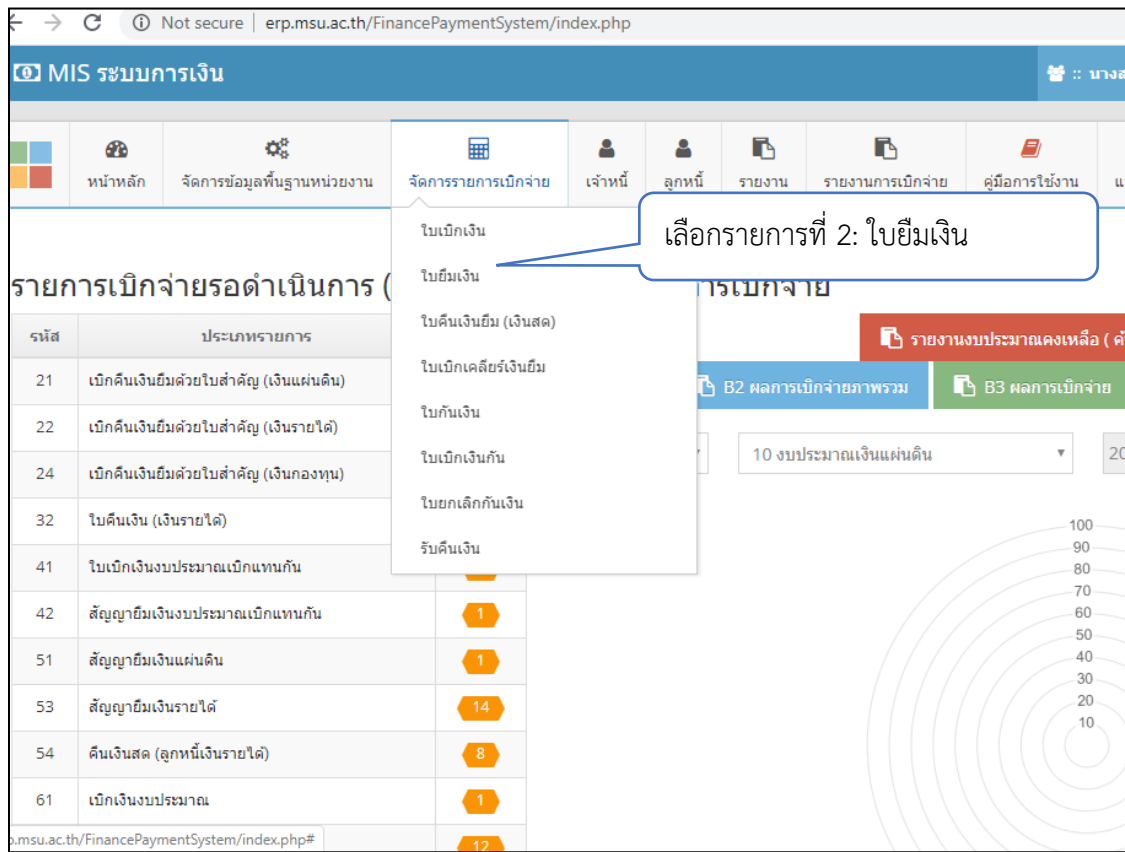 Not secure | erp.msu.ac.th/FinancePaymentSystem/index.php
MIS ระบบการเงิน
:: นางส
หน้าหลัก
จัดการข้อมูลพื้นฐานหน่วยงาน
จัดการรายการเบิกจ่าย
เจ้าหนี้
ลูกหนี้
รายงาน
รายงานการเบิกจ่าย
คู่มือการใช้งาน
ใบเบิกเงิน
ใบยืมเงิน
ใบคืนเงินยืม (เงินสด)
ใบเบิกเคลียร์เงินยืม
ใบกันเงิน
ใบเบิกเงินกัน
ใบยกเลิกกันเงิน
รับคืนเงิน
เลือกรายการที่ 2: ใบยืมเงิน
รายการเบิกจ่ายรอดำเนินการ (
ารเบิกจ่าย
รหัส ประเภทรายการ
21 เบิกคืนเงินยืมด้วยใบสำคัญ (เงินแผ่นดิน)
22 เบิกคืนเงินยืมด้วยใบสำคัญ (เงินรายได้)
24 เบิกคืนเงินยืมด้วยใบสำคัญ (เงินกองทุน)
32 ใบคืนเงิน (เงินรายได้)
41 ใบเบิกเงินงบประมาณเบิกแทนกัน
42 สัญญายืมเงินงบประมาณเบิกแทนกัน 1
51 สัญญายืมเงินแผ่นดิน 1
53 สัญญายืมเงินรายได้ 14
54 คืนเงินสด (ลูกหนี้เงินรายได้) 8
61 เบิกเงินงบประมาณ 1
12
รายงานงบประมาณคงเหลือ ( ค้
B2 ผลการเบิกจ่ายภาพรวม
B3 ผลการเบิกจ่าย
10 งบประมาณเงินแผ่นดิน
20
100
90
80
70
60
50
40
30
20
10
p.msu.ac.th/FinancePaymentSystem/index.php#